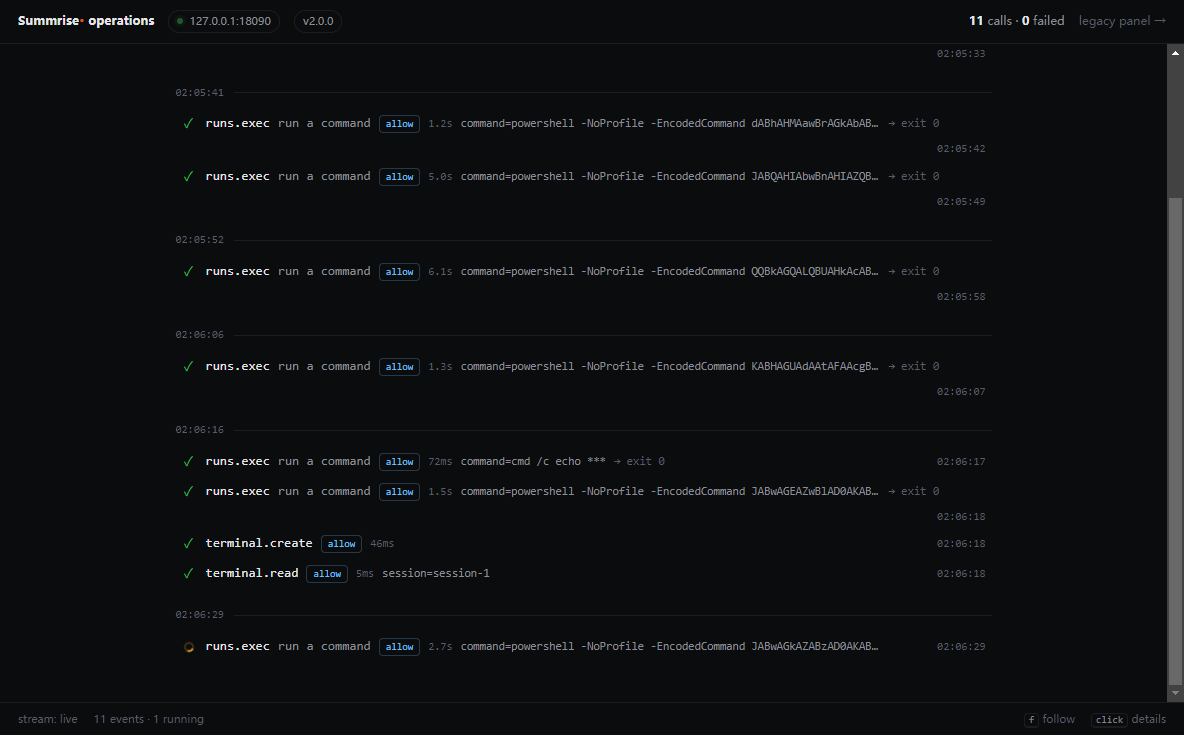 Summrise• operations 127.0.0.1:18090 v2.0.0 11 calls · 0 failed legacy panel →
02:05:33
02:05:41
✓ runs.exec run a command allow 1.2s command=powershell -NoProfile -EncodedCommand dABhAHMAawBrAGkAbAB… → exit 0
02:05:42
✓ runs.exec run a command allow 5.0s command=powershell -NoProfile -EncodedCommand JABQAHIAbwBnAHIAZQB… → exit 0
02:05:49
02:05:52
✓ runs.exec run a command allow 6.1s command=powershell -NoProfile -EncodedCommand QQBkAGQALQBUAHkAcAB… → exit 0
02:05:58
02:06:06
✓ runs.exec run a command allow 1.3s command=powershell -NoProfile -EncodedCommand KABHAGUAdAAtAFAAcgB… → exit 0
02:06:07
02:06:16
✓ runs.exec run a command allow 72ms command=cmd /c echo *** → exit 0 02:06:17
✓ runs.exec run a command allow 1.5s command=powershell -NoProfile -EncodedCommand JABwAGEAZwBlAD0AKAB… → exit 0
02:06:18
✓ terminal.create allow 46ms 02:06:18
✓ terminal.read allow 5ms session=session-1 02:06:18
02:06:29
runs.exec run a command allow 2.7s command=powershell -NoProfile -EncodedCommand JABwAGkAZABzAD0AKAB… 02:06:29
stream: live 11 events · 1 running f follow click details